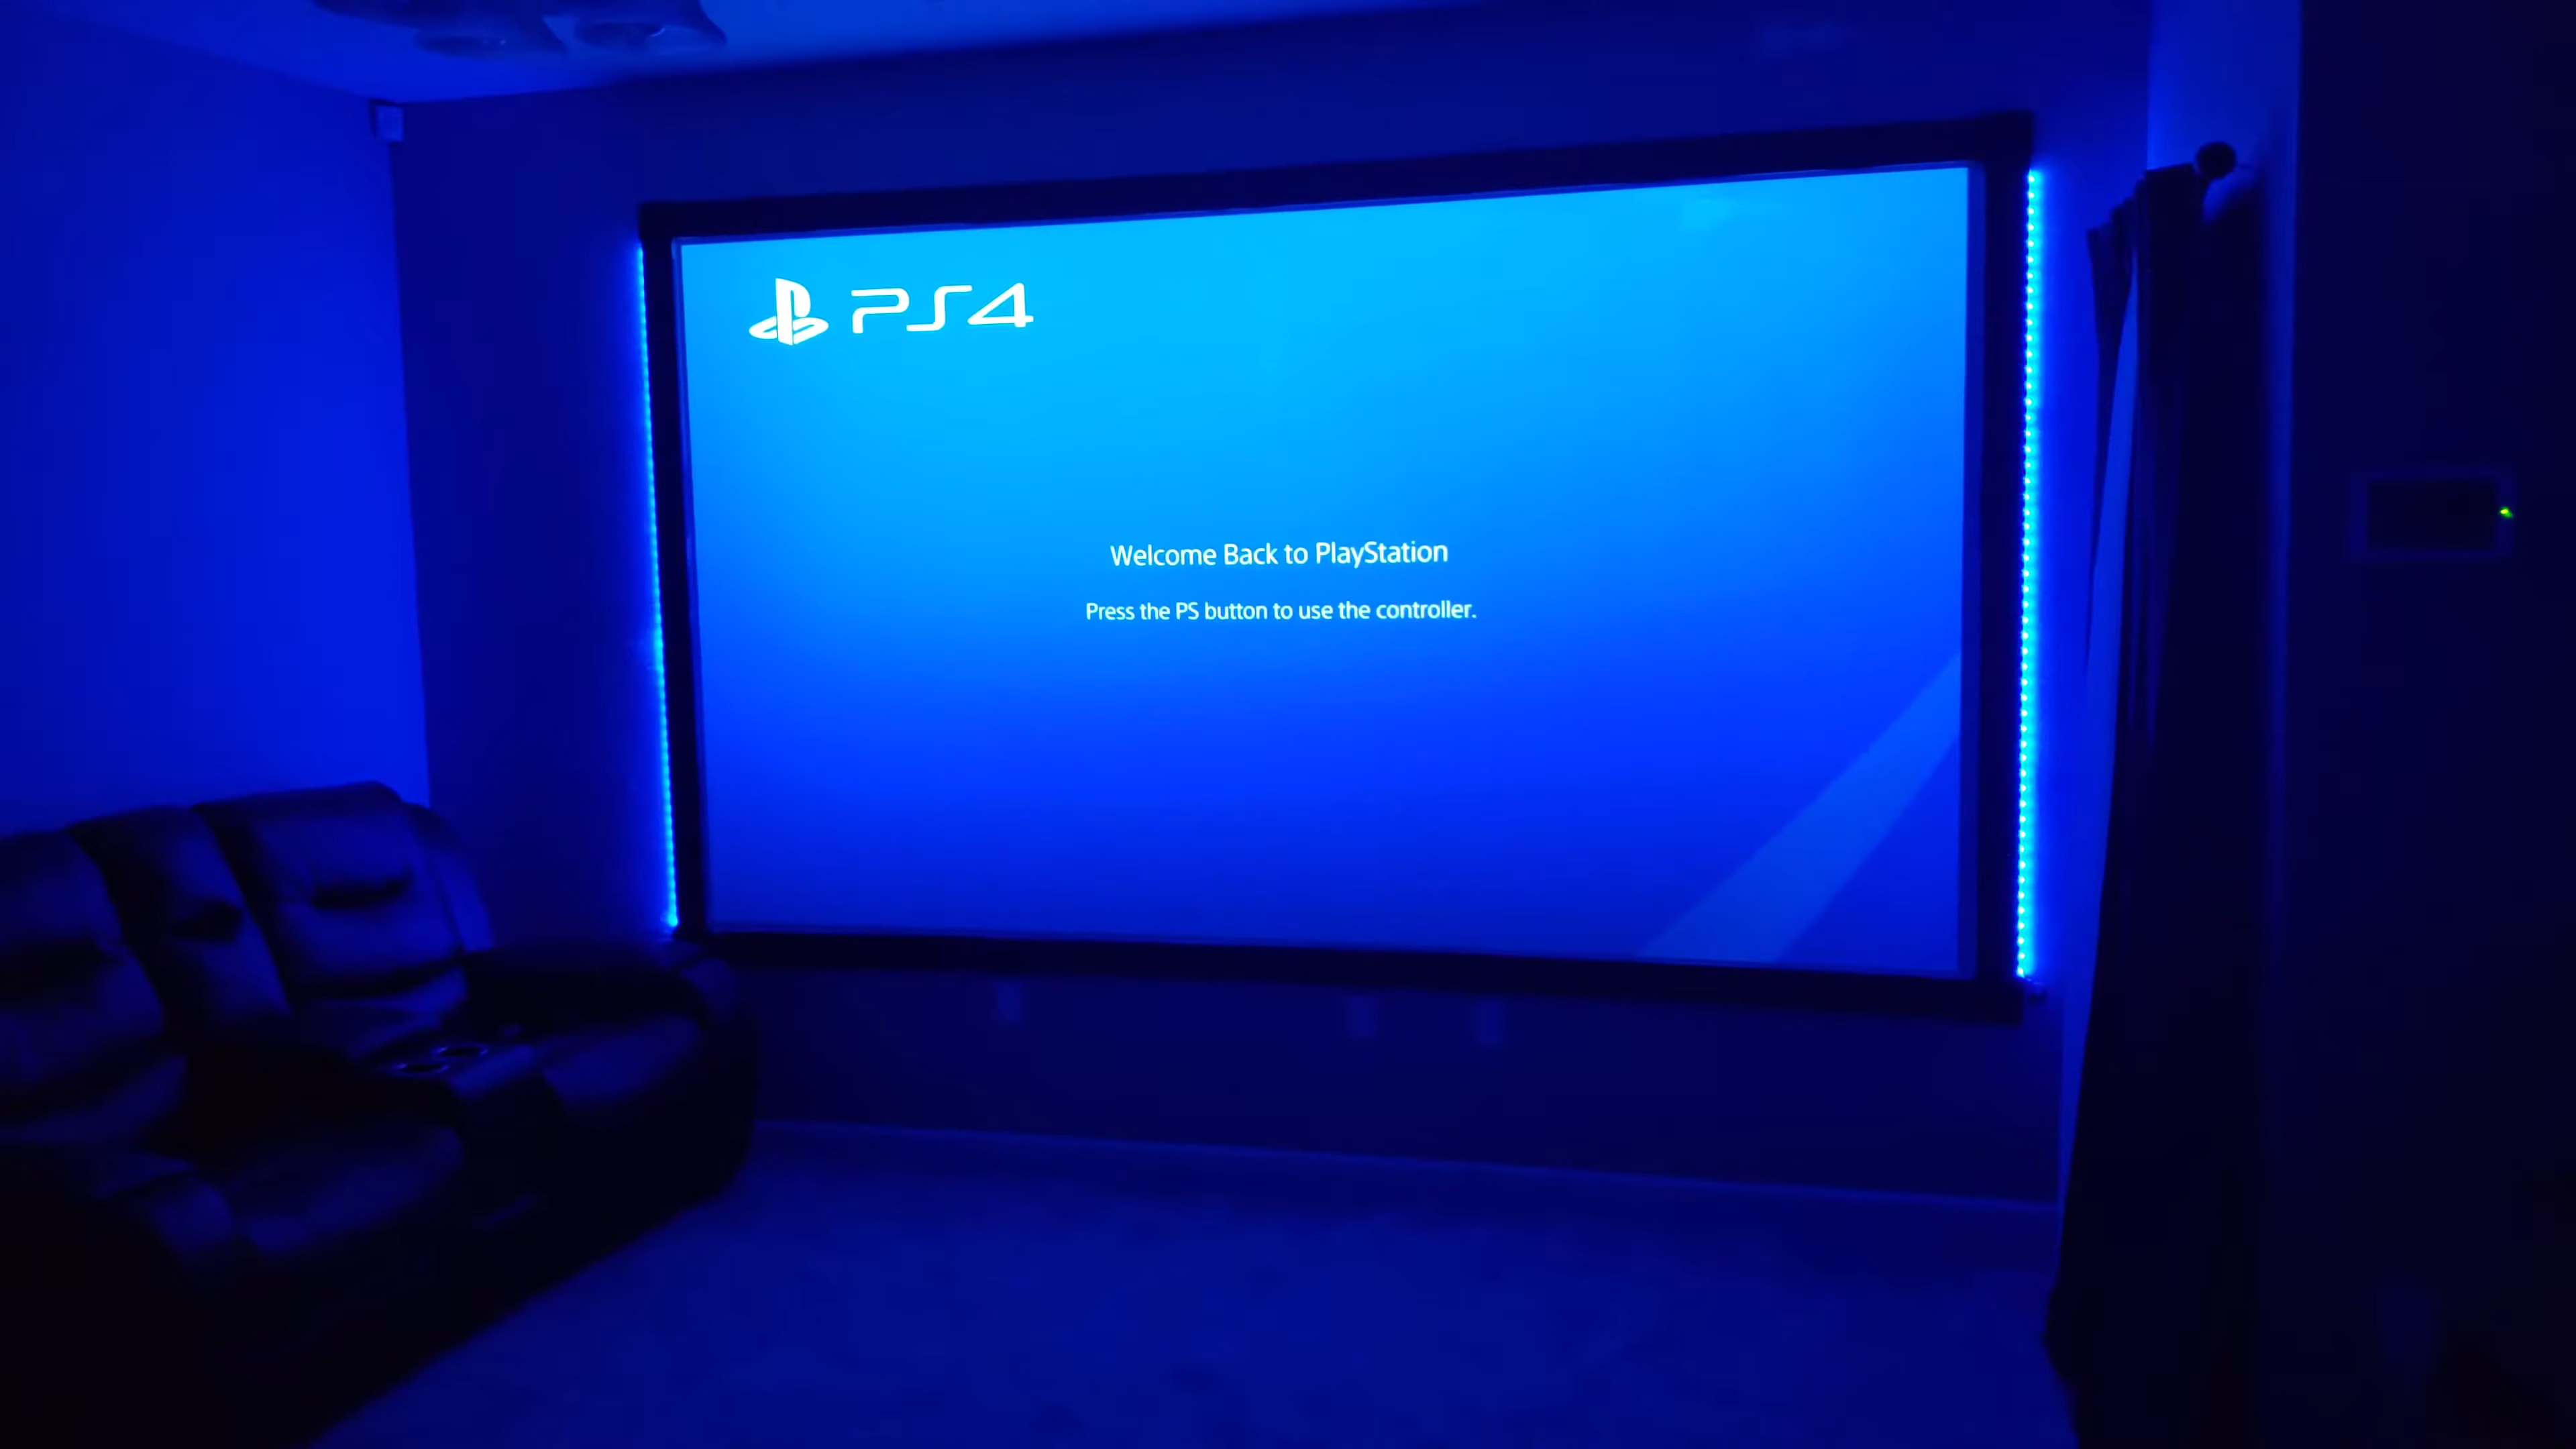 PS4
Welcome Back to PlayStation
Press the PS button to use the controller.